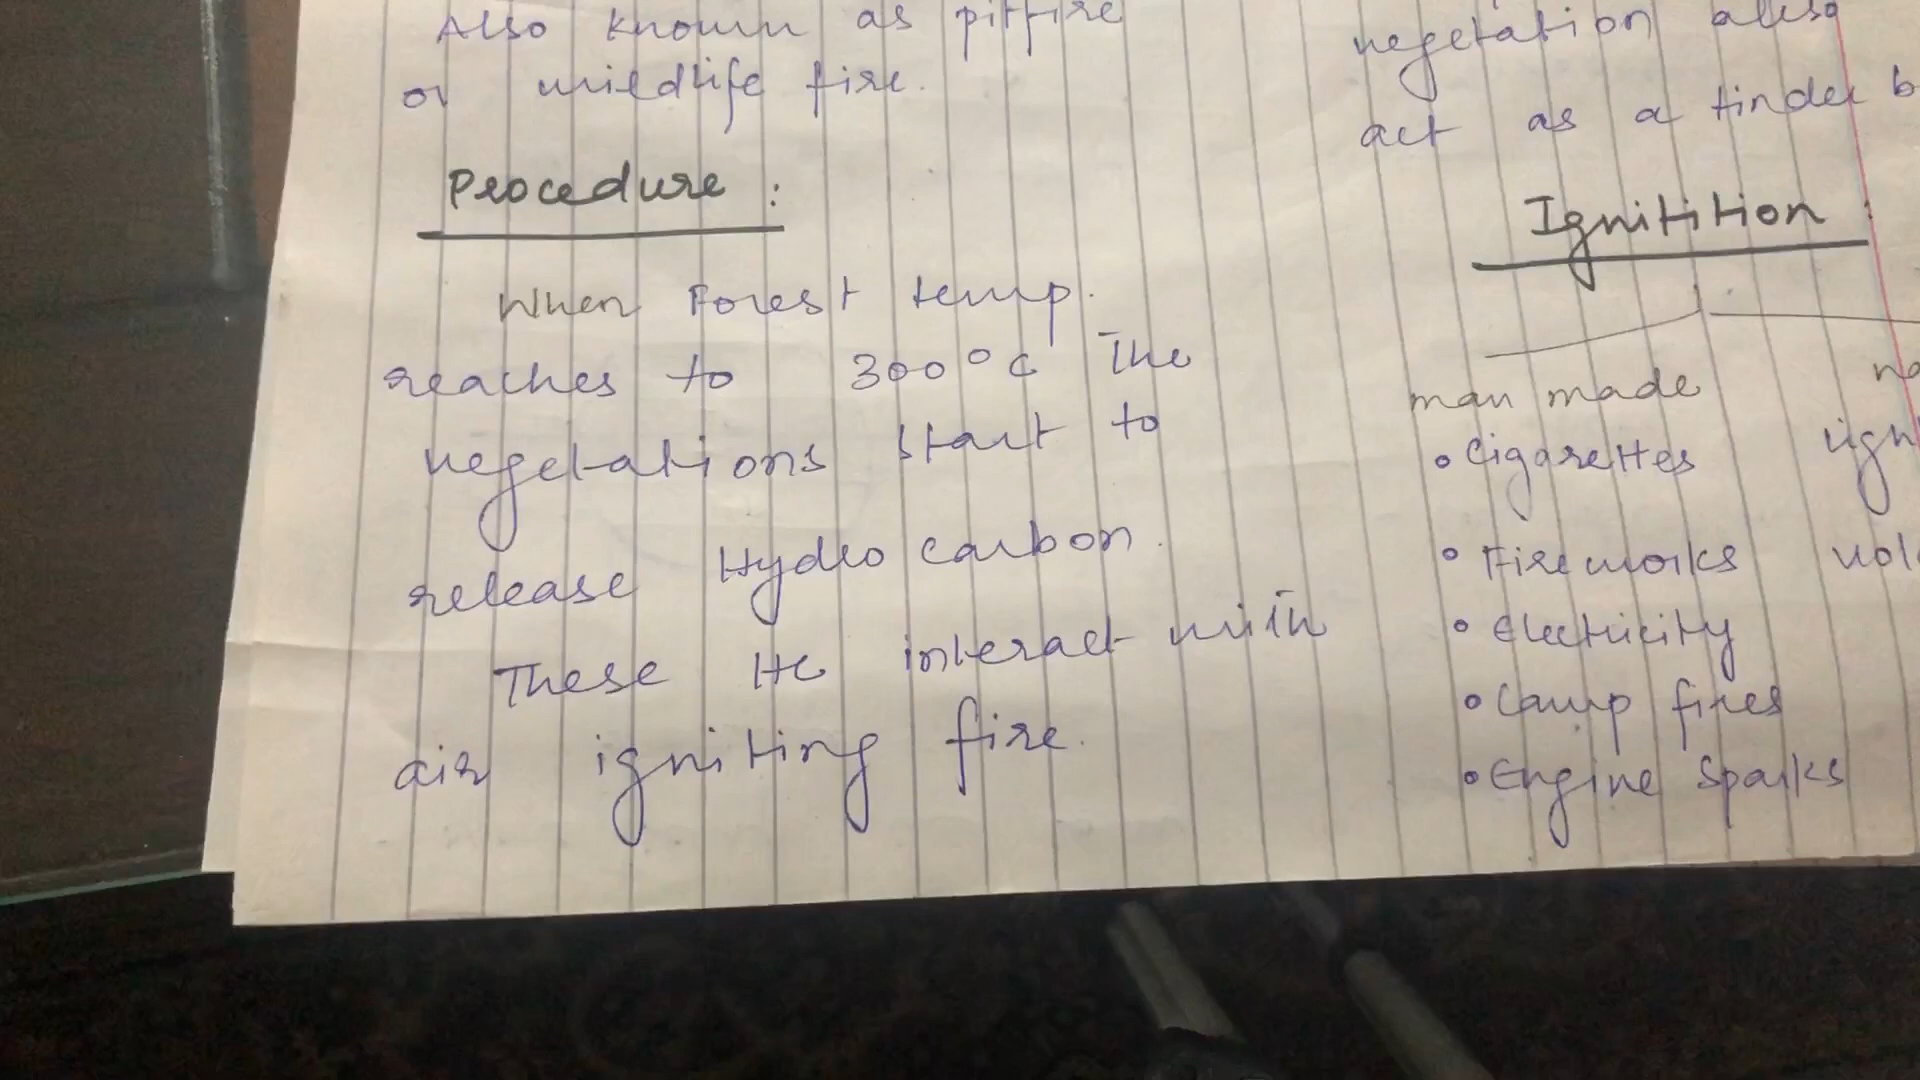 Also known as pitfire
or wildlife fire.
Procedure :
When Forest temp.
reaches to 300°C The
vegetations start to
release Hydro carbon.
These HC interact with
air igniting fire.
vegetation also
act as a tinder b
Ignitition :
man made
• Cigarettes
• Fireworks
• Electricity
• Camp fires
• Engine Sparks